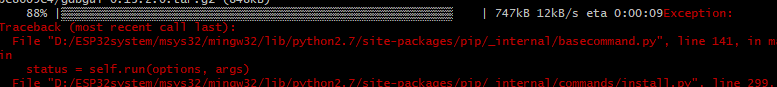 88% | | 747kB 12kB/s eta 0:00:09Exception:
Traceback (most recent call last):
File "D:/ESP32system/msys32/mingw32/lib/python2.7/site-packages/pip/_internal/basecommand.py", line 141, in ma
in
status = self.run(options, args)
File "D:/ESP32system/msys32/mingw32/lib/python2.7/site-packages/pip/_internal/commands/install.py", line 299